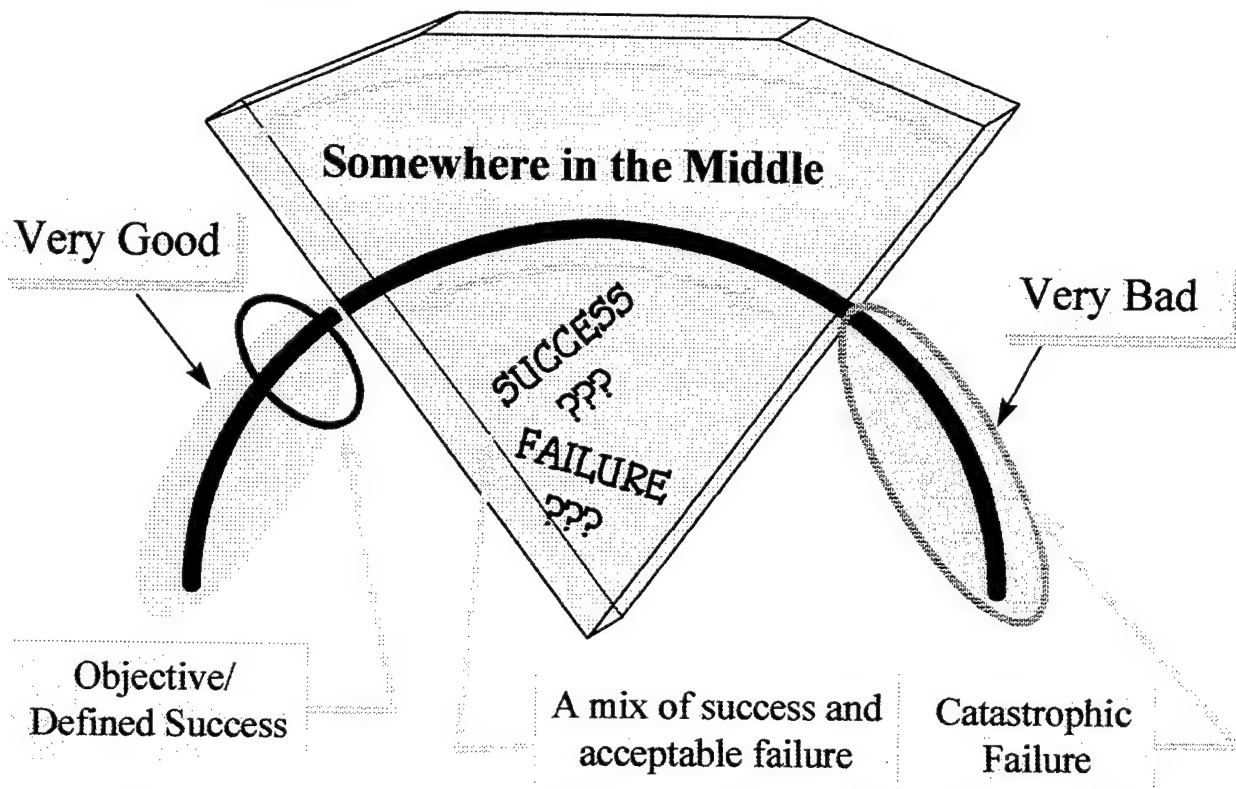 Somewhere in the Middle
Very Good
Very Bad
SUCCESS
???
FAILURE
???
Objective/
Defined Success
A mix of success and
acceptable failure
Catastrophic
Failure